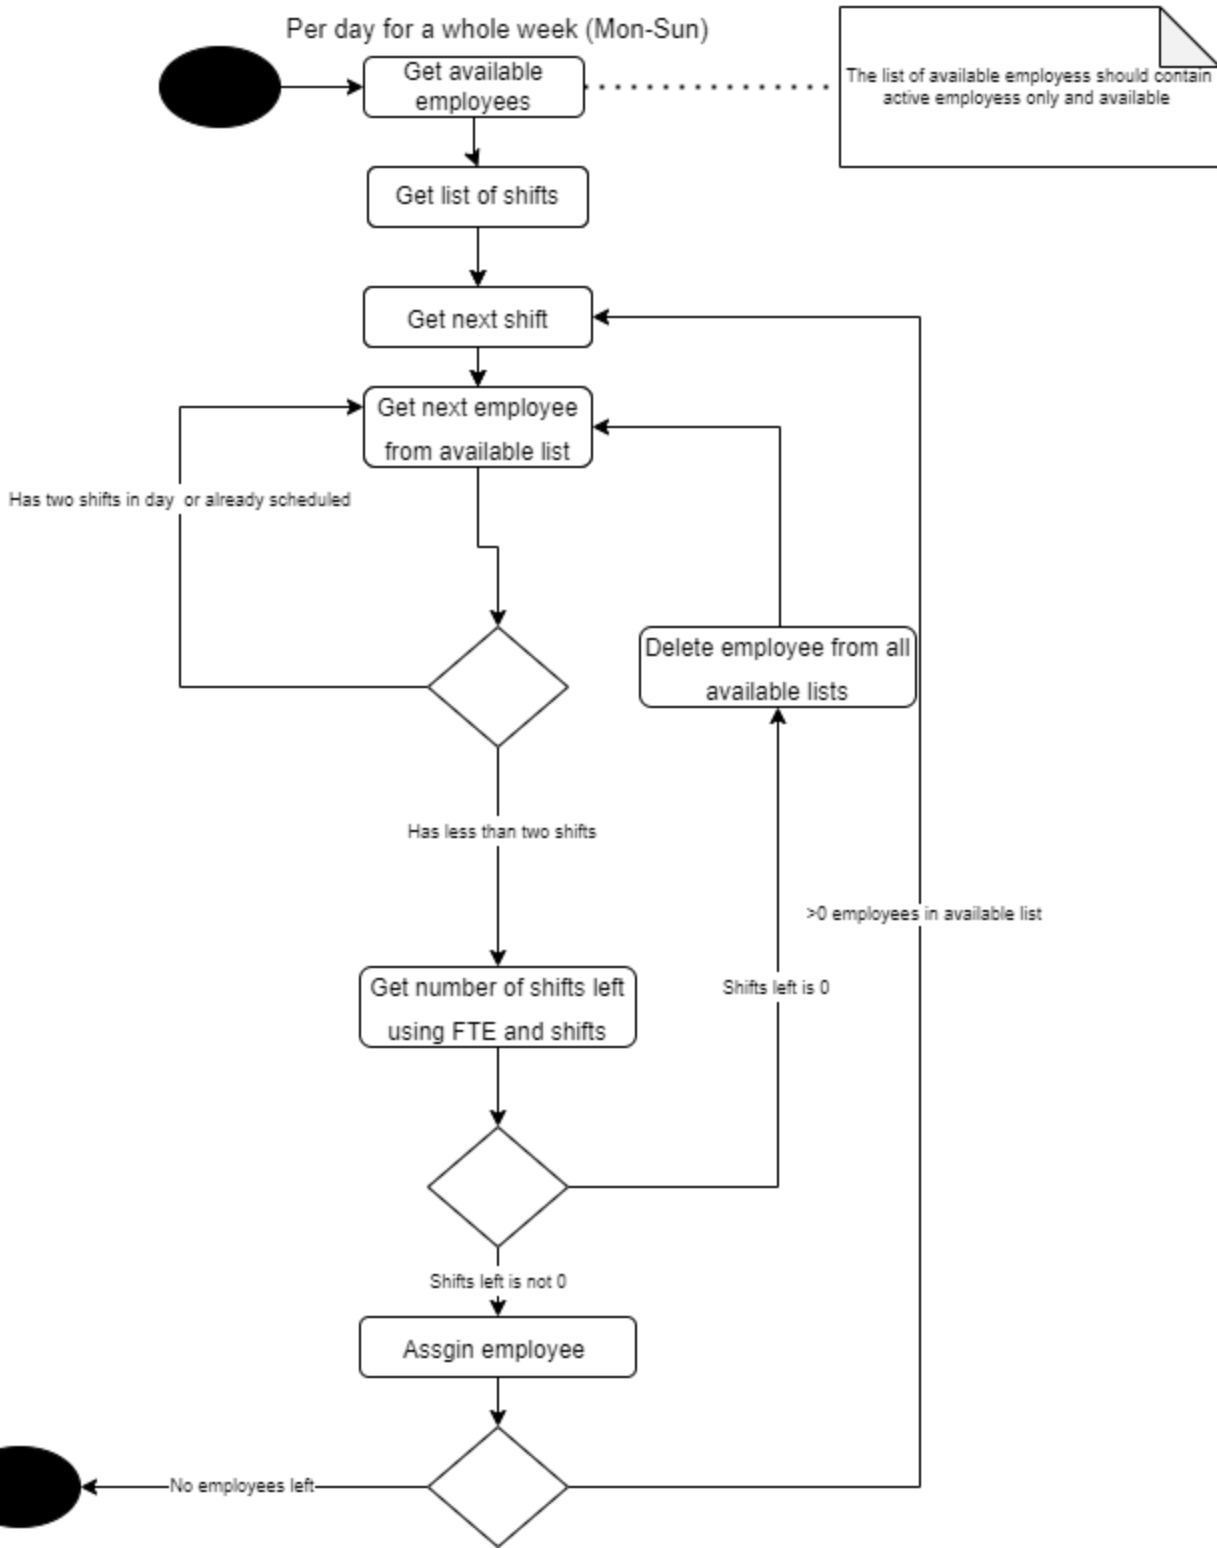 Per day for a whole week (Mon-Sun)
Get available
employees
The list of available employess should contain
active employess only and available
Get list of shifts
Get next shift
Get next employee
from available list
Has two shifts in day or already scheduled
Delete employee from all
available lists
Has less than two shifts
>0 employees in available list
Get number of shifts left
using FTE and shifts
Shifts left is 0
Shifts left is not 0
Assgin employee
No employees left